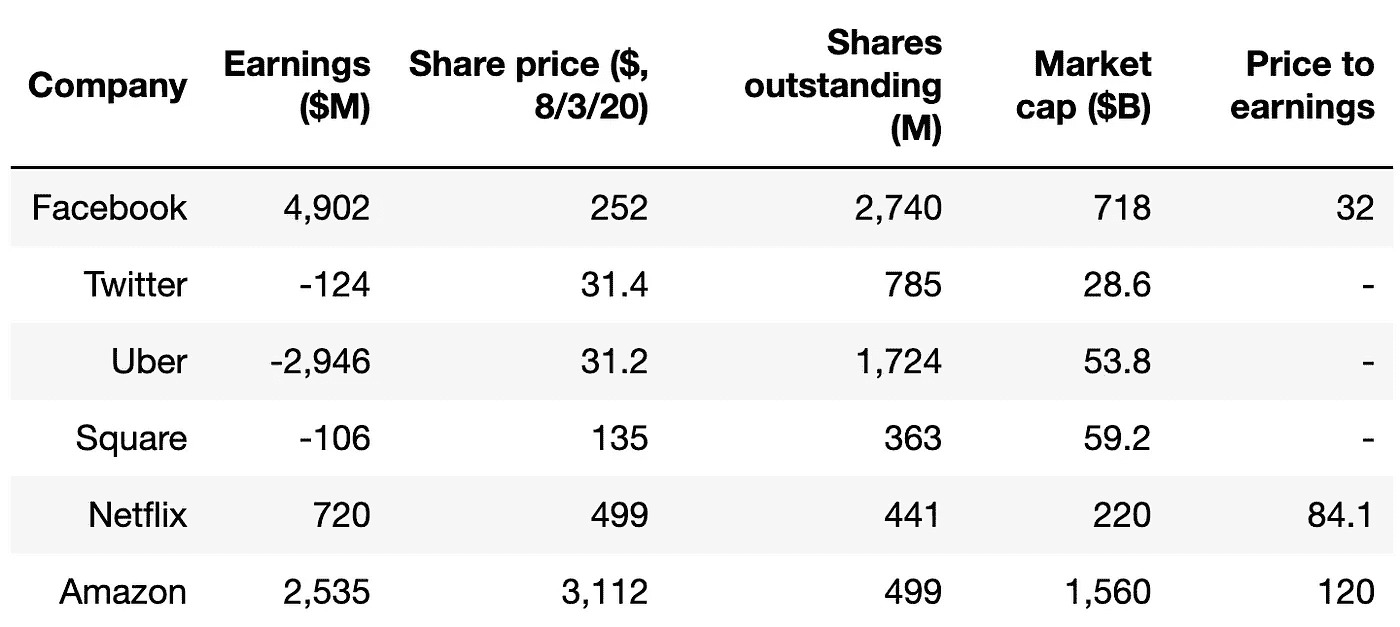 Company Earnings ($M) Share price ($, 8/3/20) Shares outstanding (M) Market cap ($B) Price to earnings
Facebook 4,902 252 2,740 718 32
Twitter -124 31.4 785 28.6 -
Uber -2,946 31.2 1,724 53.8 -
Square -106 135 363 59.2 -
Netflix 720 499 441 220 84.1
Amazon 2,535 3,112 499 1,560 120